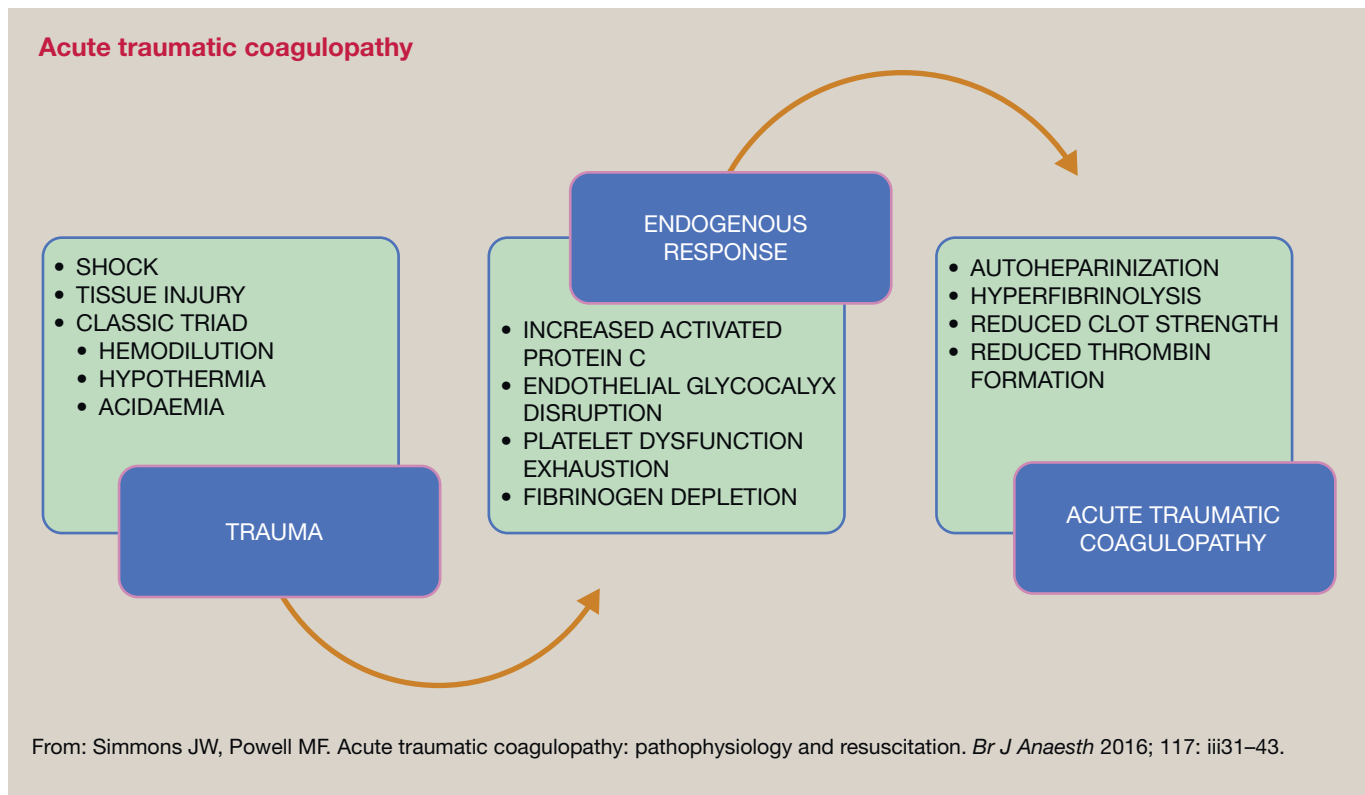 Acute traumatic coagulopathy
• SHOCK
• TISSUE INJURY
• CLASSIC TRIAD
• HEMODILUTION
• HYPOTHERMIA
• ACIDAEMIA
TRAUMA
ENDOGENOUS
RESPONSE
• INCREASED ACTIVATED
PROTEIN C
• ENDOTHELIAL GLYCOCALYX
DISRUPTION
• PLATELET DYSFUNCTION
EXHAUSTION
• FIBRINOGEN DEPLETION
• AUTOHEPARINIZATION
• HYPERFIBRINOLYSIS
• REDUCED CLOT STRENGTH
• REDUCED THROMBIN
FORMATION
ACUTE TRAUMATIC
COAGULOPATHY
From: Simmons JW, Powell MF. Acute traumatic coagulopathy: pathophysiology and resuscitation. Br J Anaesth 2016; 117: iii31–43.